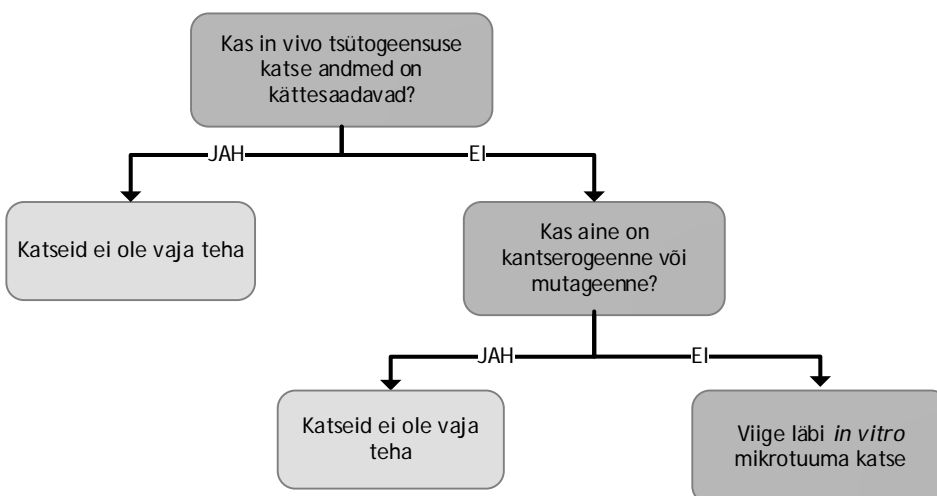 Kas in vivo tsütogeensuse
katse andmed on
kättesaadavad?
JAH
EI
Katseid ei ole vaja teha
Kas aine on
kantserogeenne või
mutageenne?
JAH
EI
Katseid ei ole vaja
teha
Viige läbi in vitro
mikrotuuma katse